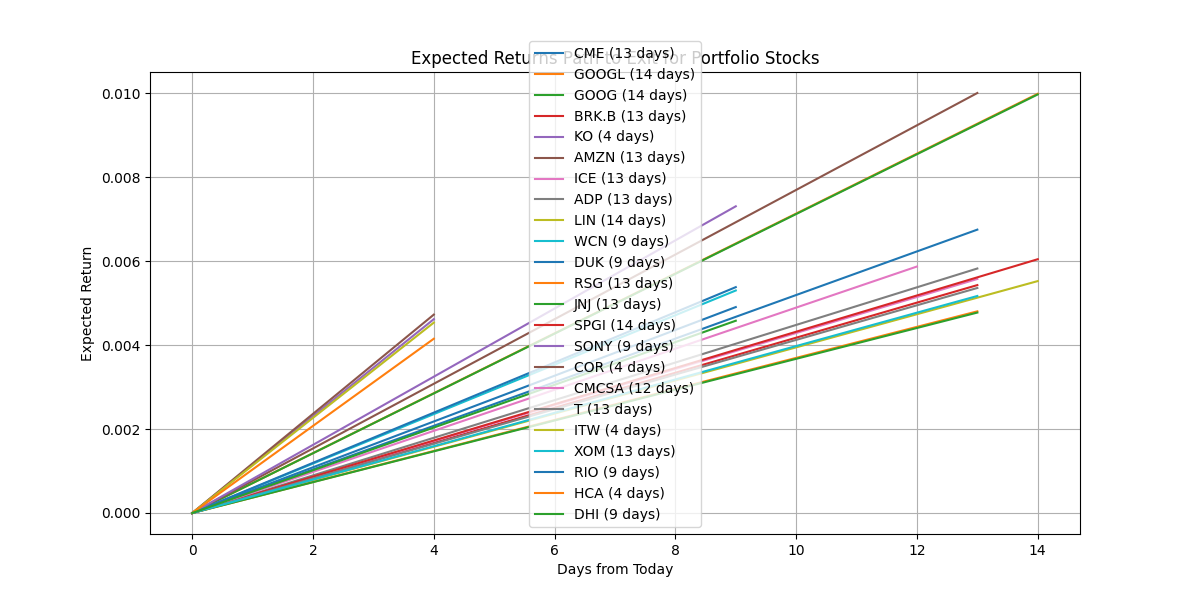 Expected Returns Path to Exit for Portfolio Stocks
CME (13 days)
GOOGL (14 days)
GOOG (14 days)
BRK.B (13 days)
KO (4 days)
AMZN (13 days)
ICE (13 days)
ADP (13 days)
LIN (14 days)
WCN (9 days)
DUK (9 days)
RSG (13 days)
JNJ (13 days)
SPGI (14 days)
SONY (9 days)
COR (4 days)
CMCSA (12 days)
T (13 days)
ITW (4 days)
XOM (13 days)
RIO (9 days)
HCA (4 days)
DHI (9 days)
0.010
0.008
0.006
0.004
0.002
0.000
Expected Return
0 2 4 6 8 10 12 14
Days from Today